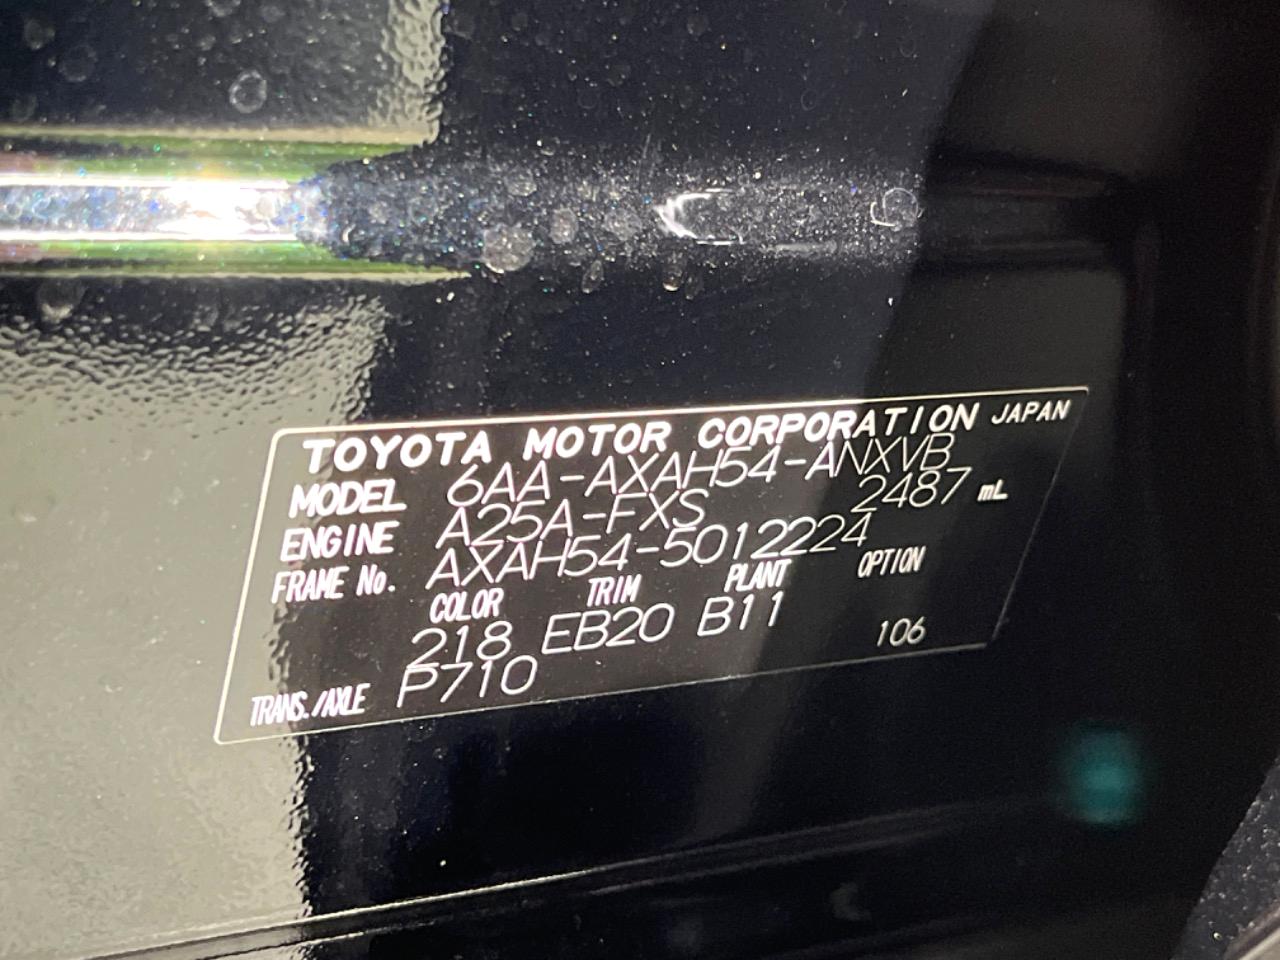 TOYOTA MOTOR CORPORATION JAPAN
MODEL 6AA-AXAH54-ANXVB
ENGINE A25A-FXS 2487 mL
FRAME No. AXAH54-5012224
COLOR TRIM PLANT OPTION
218 EB20 B11 106
TRANS./AXLE P710